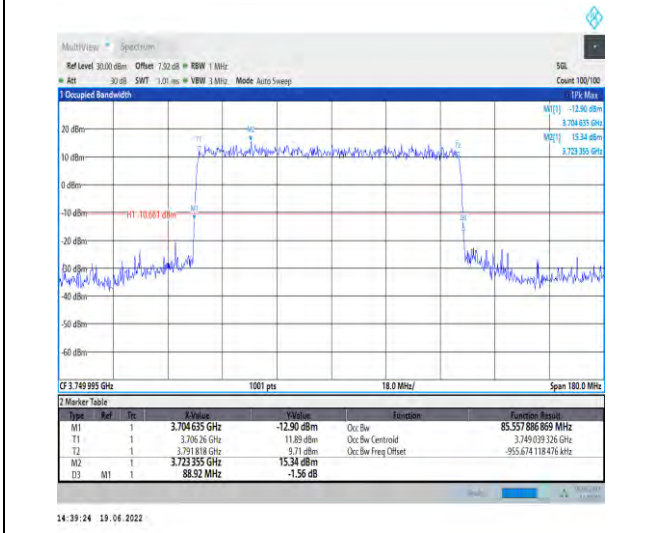 MultiView Spectrum
Ref Level 30.00 dBm Offset 7.92 dB RBW 1 MHz SGL
Att 30 dB SWT 1.01 ms VBW 3 MHz Mode Auto Sweep Count 100/100
1 Occupied Bandwidth 1Pk Max
M1[1] -12.90 dBm
3.704 635 GHz
M2[1] 15.34 dBm
3.723 355 GHz
20 dBm
M2
T1
T2
10 dBm
0 dBm
-10 dBm
H1 -10.661 dBm
M1
-20 dBm
-30 dBm
-40 dBm
-50 dBm
-60 dBm
CF 3.749 995 GHz 1001 pts 18.0 MHz/ Span 180.0 MHz
2 Marker Table
Type Ref Trc X-Value Y-Value Function Function Result
M1 1 3.704 635 GHz -12.90 dBm Occ Bw 85.557 886 869 MHz
T1 1 3.706 26 GHz 11.89 dBm Occ Bw Centroid 3.749 039 326 GHz
T2 1 3.791 818 GHz 9.71 dBm Occ Bw Freq Offset -955.674 118 476 kHz
M2 1 3.723 355 GHz 15.34 dBm
D3 M1 1 88.92 MHz -1.56 dB
14:39:24 19.06.2022